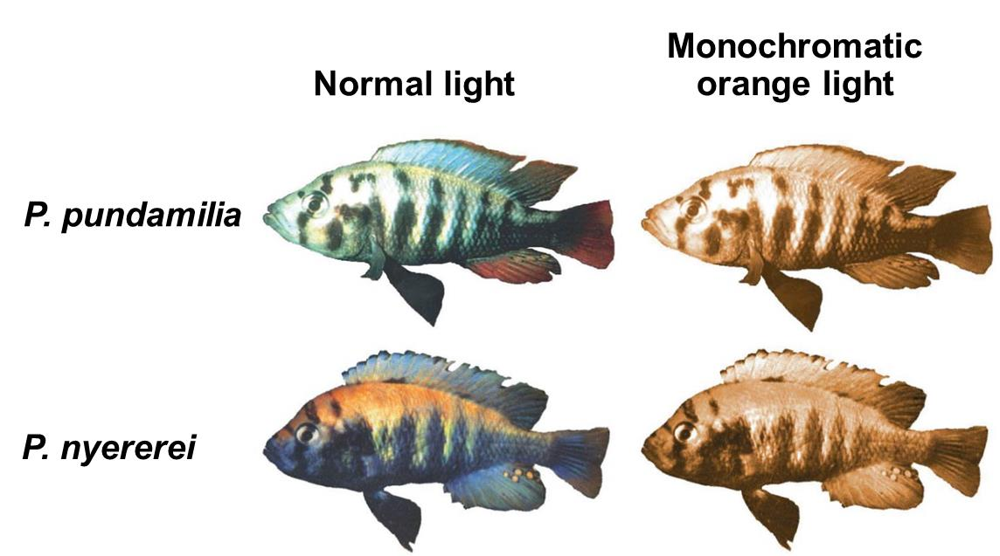 Normal light
Monochromatic
orange light
P. pundamilia
P. nyererei